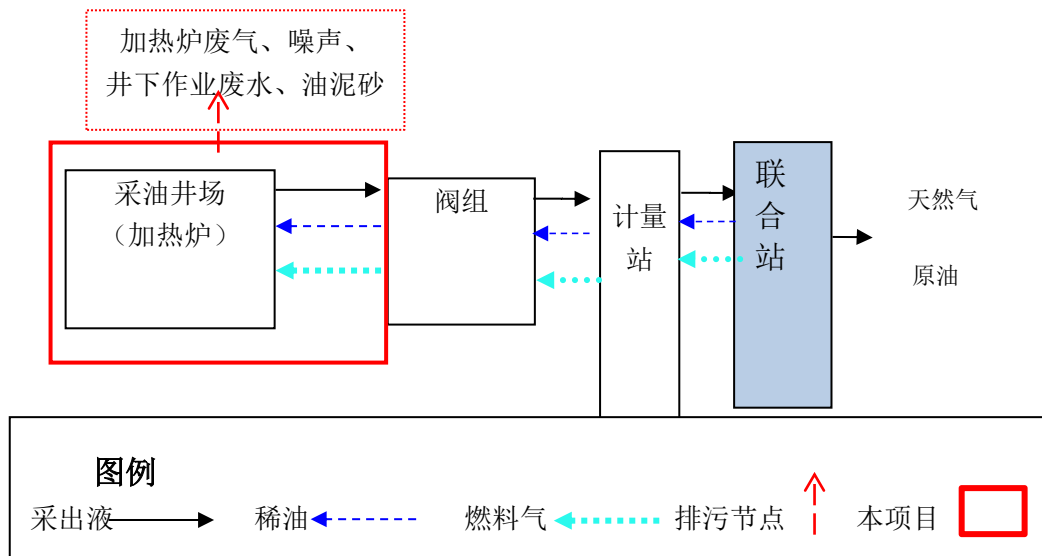 加热炉废气、噪声、
井下作业废水、油泥砂
采油井场
（加热炉）
阀组
计量
站
联
合
站
天然气
原油
图例
采出液
稀油
燃料气
排污节点
本项目